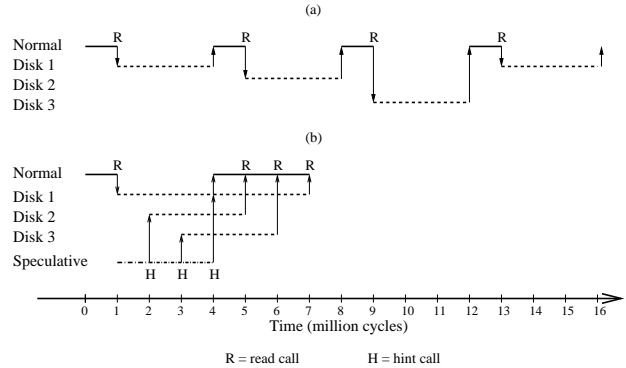 (a)
R R R R
Normal
Disk 1
Disk 2
Disk 3
(b)
R R R R
Normal
Disk 1
Disk 2
Disk 3
Speculative
H H H
0 1 2 3 4 5 6 7 8 9 10 11 12 13 14 15 16
Time (million cycles)
R = read call H = hint call